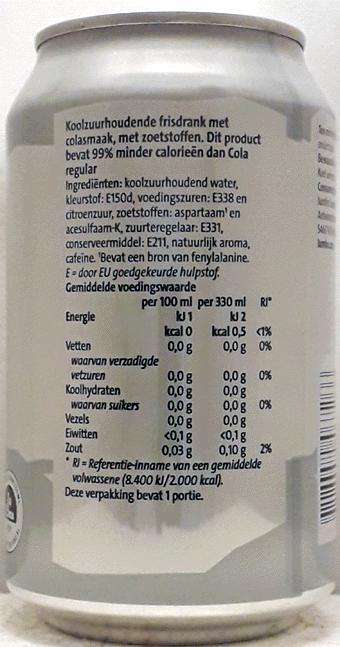 Koolzuurhoudende frisdrank met
colasmaak, met zoetstoffen. Dit product
bevat 99% minder calorieën dan Cola
regular
Ingrediënten: koolzuurhoudend water,
kleurstof: E150d, voedingszuren: E338 en
citroenzuur, zoetstoffen: aspartaam¹ en
acesulfaam-K, zuurteregelaar: E331,
conserveermiddel: E211, natuurlijk aroma,
cafeïne. ¹Bevat een bron van fenylalanine.
E = door EU goedgekeurde hulpstof.
Gemiddelde voedingswaarde
per 100 ml per 330 ml RI*
Energie kJ 1 kJ 2
kcal 0 kcal 0,5 <1%
Vetten 0,0 g 0,0 g 0%
waarvan verzadigde
vetzuren 0,0 g 0,0 g 0%
Koolhydraten 0,0 g 0,0 g
waarvan suikers 0,0 g 0,0 g 0%
Vezels 0,0 g 0,0 g
Eiwitten <0,1 g <0,1 g
Zout 0,03 g 0,10 g 2%
* RI = Referentie-inname van een gemiddelde
volwassene (8.400 kJ/2.000 kcal).
Deze verpakking bevat 1 portie.